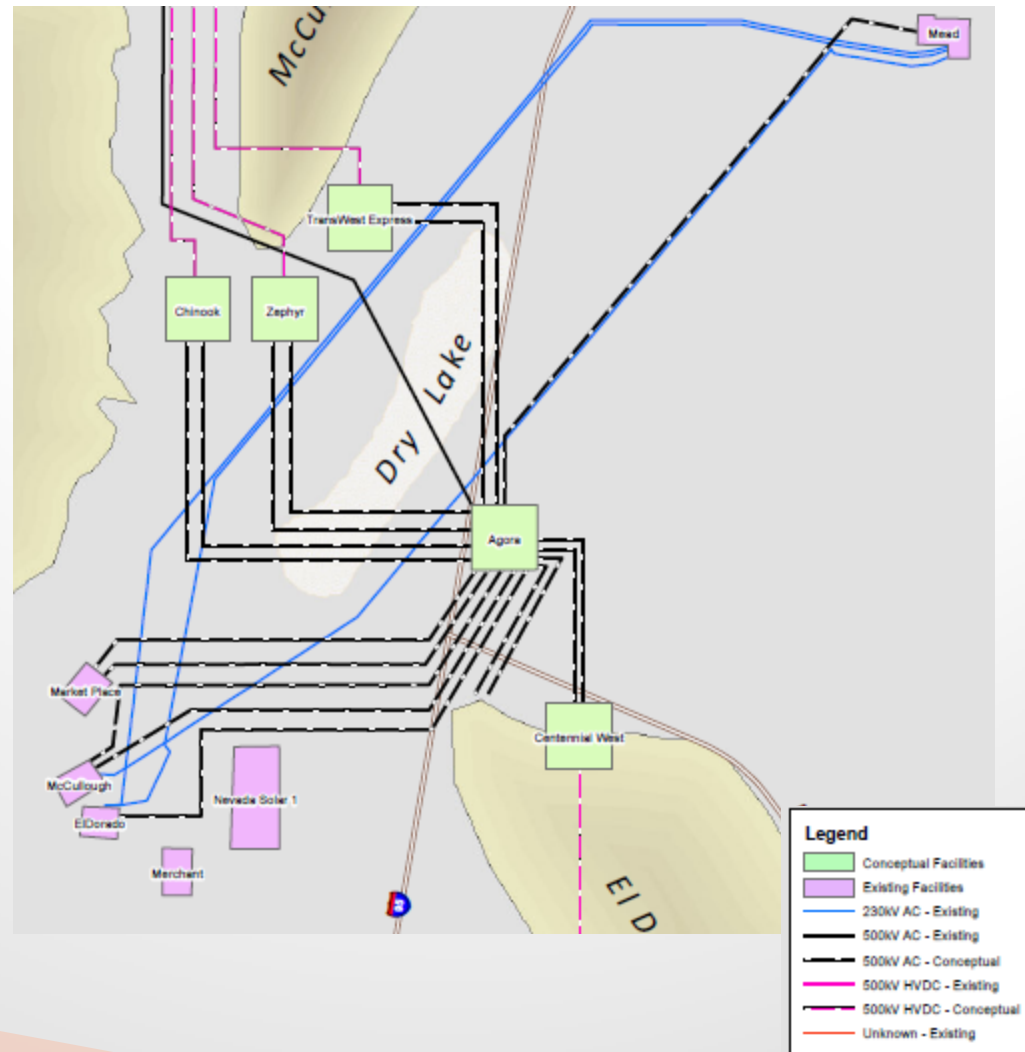 McCu
Mead
TransWest Express
Chinook
Zephyr
Dry Lake
Agora
Market Place
Centennial West
McCullough
Nevada Solar 1
ElDorado
Merchant
El D
Legend
Conceptual Facilities
Existing Facilities
230kV AC - Existing
500kV AC - Existing
500kV AC - Conceptual
500kV HVDC - Existing
500kV HVDC - Conceptual
Unknown - Existing